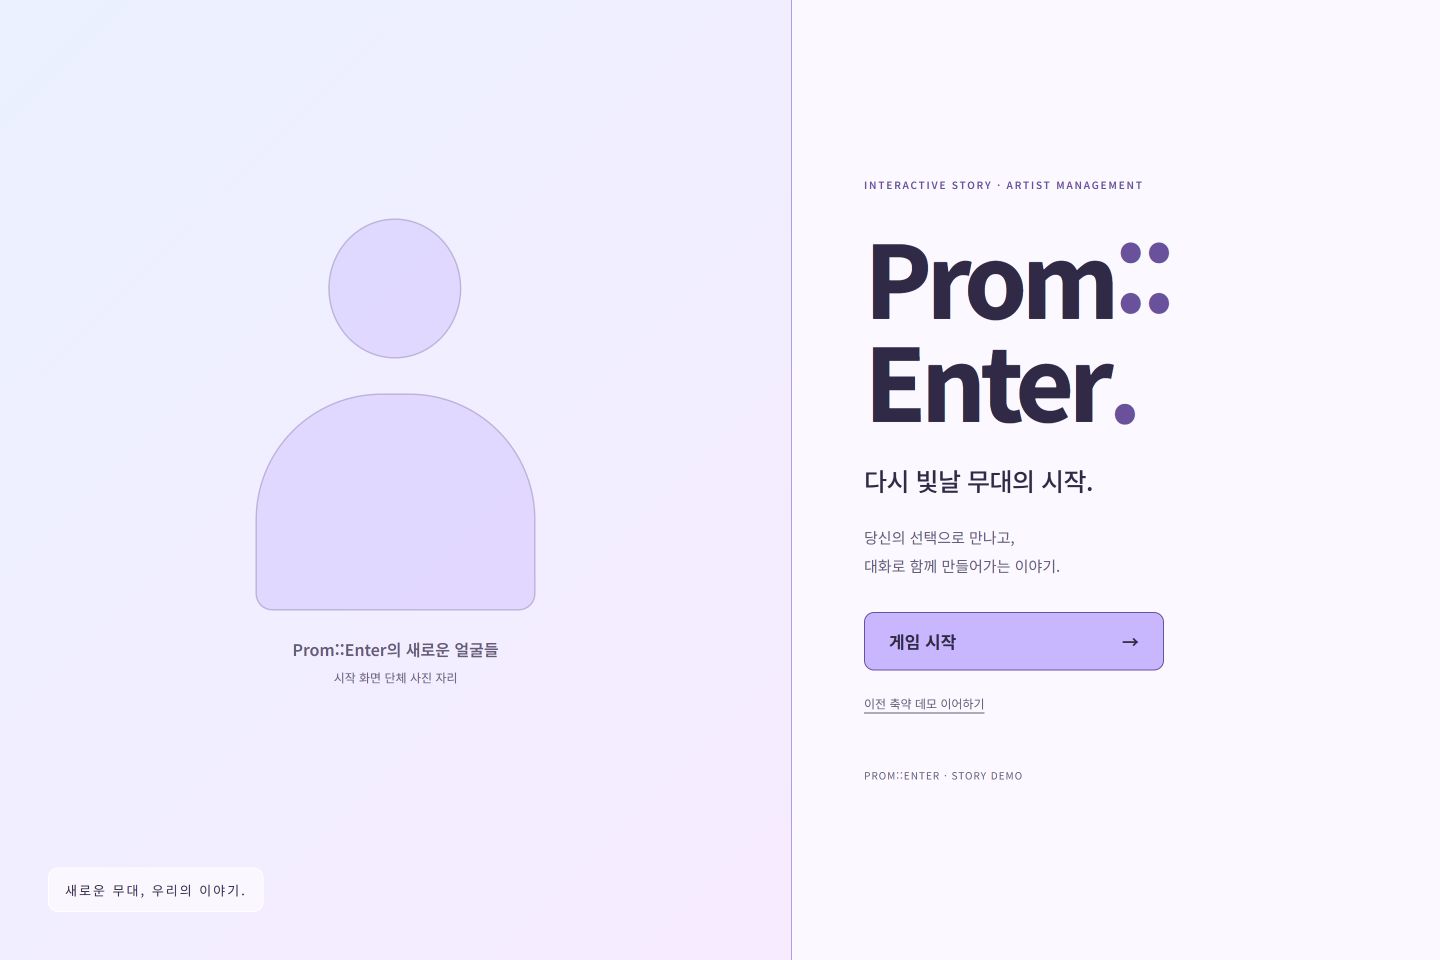 Prom::Enter의 새로운 얼굴들
시작 화면 단체 사진 자리
새로운 무대, 우리의 이야기.
INTERACTIVE STORY · ARTIST MANAGEMENT
Prom::
Enter.
다시 빛날 무대의 시작.
당신의 선택으로 만나고,
대화로 함께 만들어가는 이야기.
게임 시작 →
이전 축약 데모 이어하기
PROM::ENTER · STORY DEMO